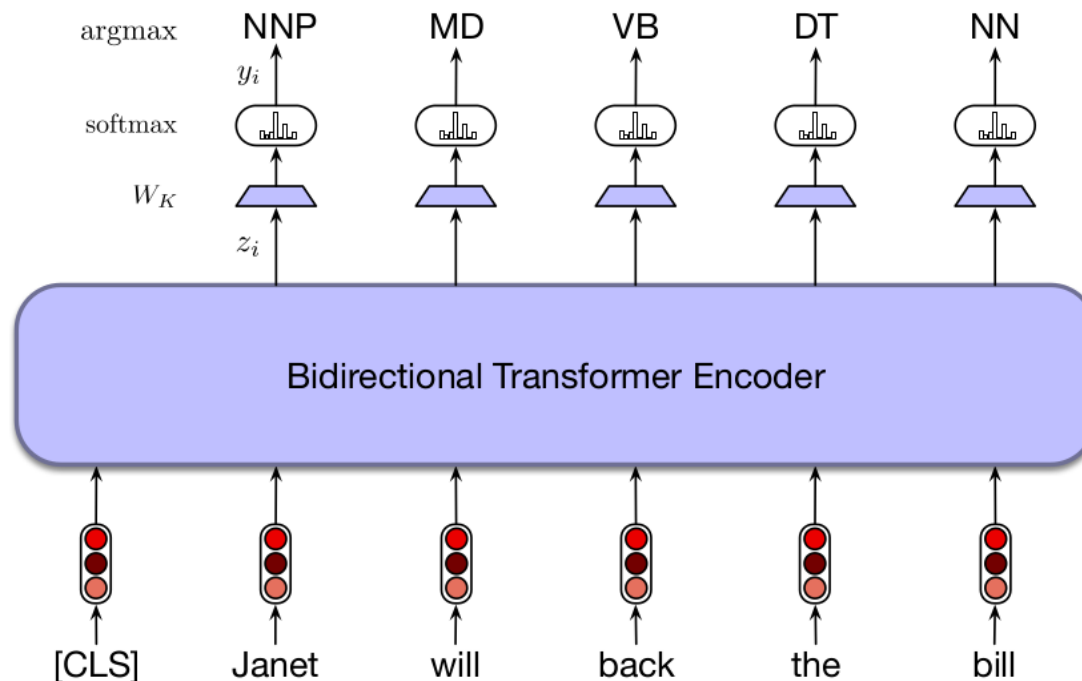 argmax NNP MD VB DT NN
y_i
softmax
W_K
z_i
Bidirectional Transformer Encoder
[CLS] Janet will back the bill